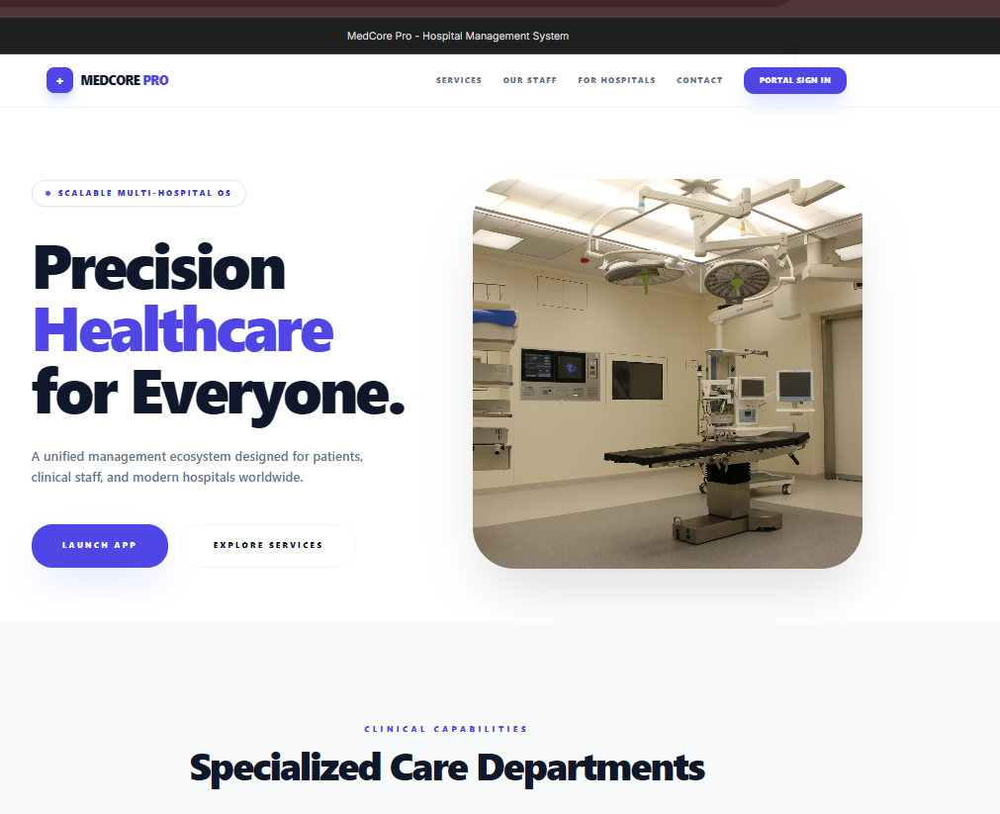 MedCore Pro - Hospital Management System
MEDCORE PRO
SERVICES
OUR STAFF
FOR HOSPITALS
CONTACT
PORTAL SIGN IN
SCALABLE MULTI-HOSPITAL OS
Precision
Healthcare
for Everyone.
A unified management ecosystem designed for patients,
clinical staff, and modern hospitals worldwide.
LAUNCH APP
EXPLORE SERVICES
CLINICAL CAPABILITIES
Specialized Care Departments